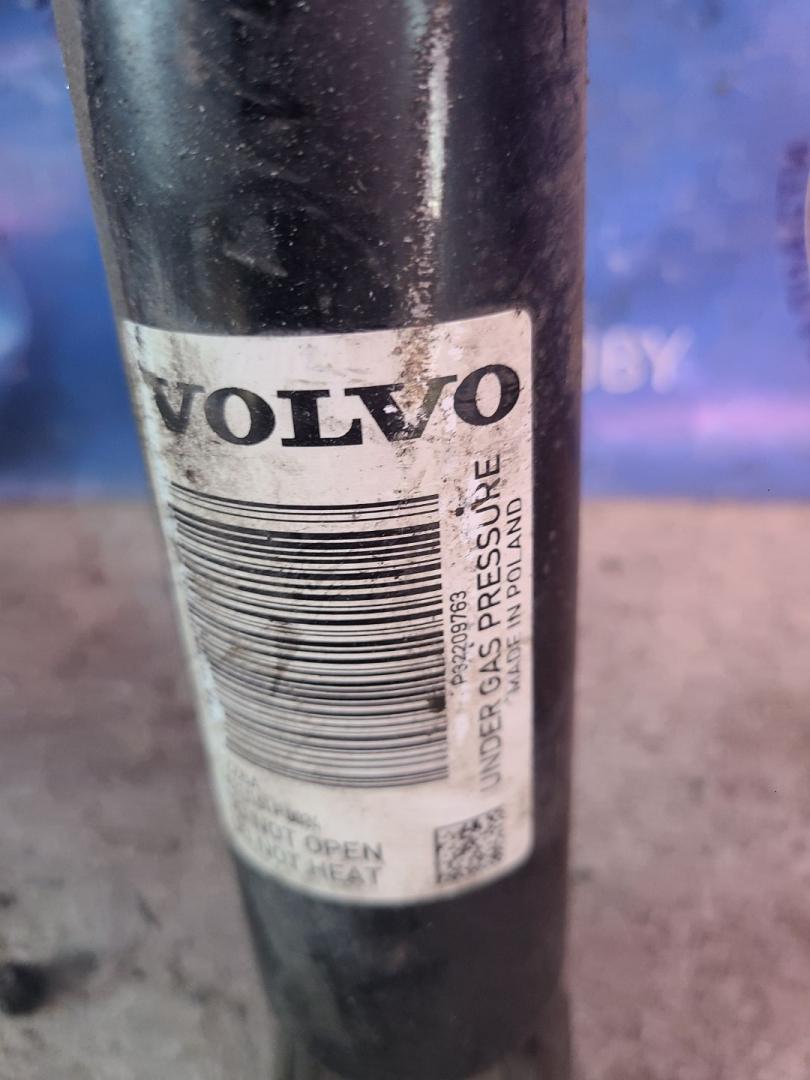 VOLVO
P32209763
UNDER GAS PRESSURE
MADE IN POLAND
NOT OPEN
NOT HEAT